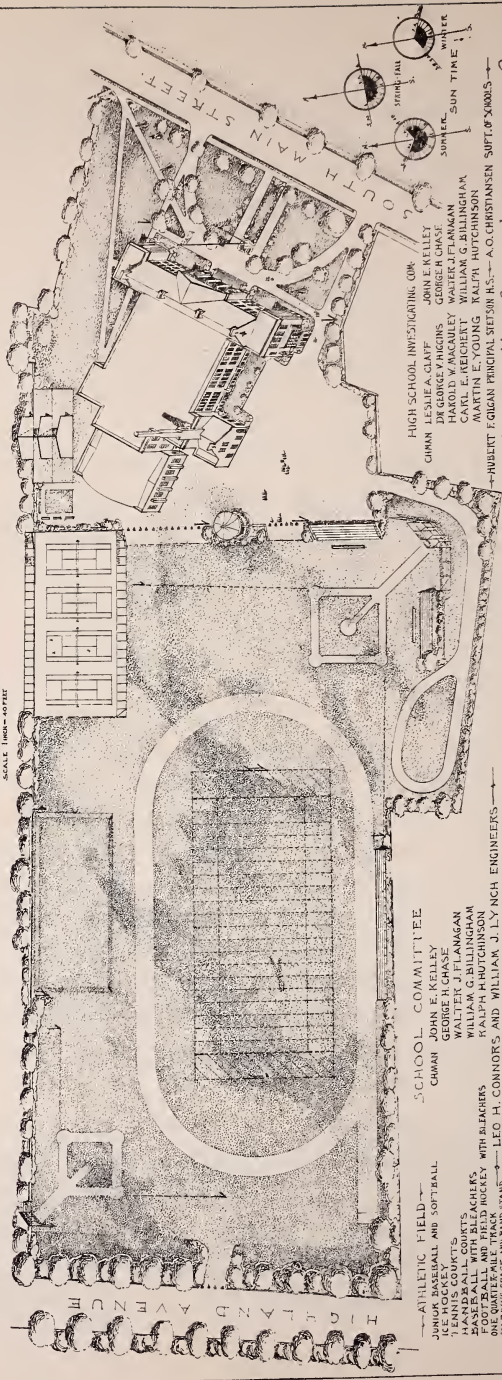 SCALE 1 INCH = 40 FEET
SOUTH MAIN STREET
SPRING-FALL
S.
SUMMER
S.
WINTER
S.
SUN TIME
HIGHLAND AVENUE
ATHLETIC FIELD
JUNIOR BASEBALL AND SOFTBALL
ICE HOCKEY
TENNIS COURTS
HANDBALL COURTS
BASEBALL WITH BLEACHERS
FOOTBALL AND FIELD HOCKEY WITH BLEACHERS
ONE QUARTER MILE TRACK
SCHOOL COMMITTEE
CHMAN JOHN E. KELLEY
GEORGE H. CHASE
WALTER J. FLANAGAN
WILLIAM G. BILLINGHAM
RALPH H. HUTCHINSON
LEO H. CONNORS AND WILLIAM J. LYNCH ENGINEERS
HIGH SCHOOL INVESTIGATING COM-
CHMAN LESLIE A. CLAFF JOHN E. KELLEY
DR GEORGE V. HIGGINS GEORGE H CHASE
HAROLD W. MACAULEY WALTER J. FLANAGAN
CARL E. REICHERT WILLIAM G. BILLINGHAM
MARTIN E. YOUNG RALPH HUTCHINSON
HUBERT F. GAGAN PRINCIPAL STETSON H.S. A.O. CHRISTIANSEN SUPT. OF SCHOOLS